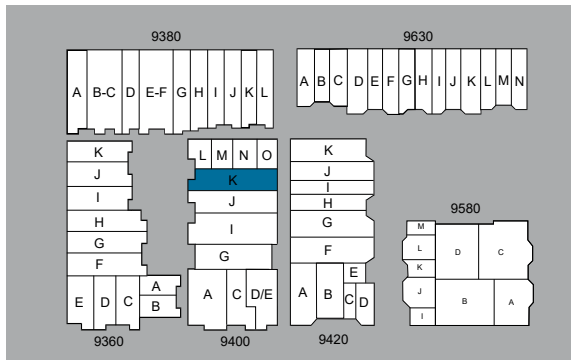 9380
9630
A B-C D E-F G H I J K L
A B C D E F G H I J K L M N
K
J
I
H
G
F
E D C A
B
9360
L M N O
K
J
I
G
A C D/E
9400
K
J
I
H
G
F
E
A B C D
9420
9580
M
L
K
J
I
D C
B A